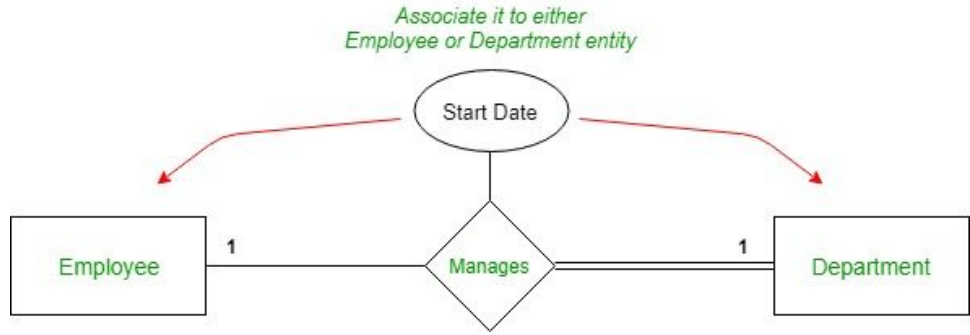 Associate it to either
Employee or Department entity
Start Date
1
1
Employee
Manages
Department